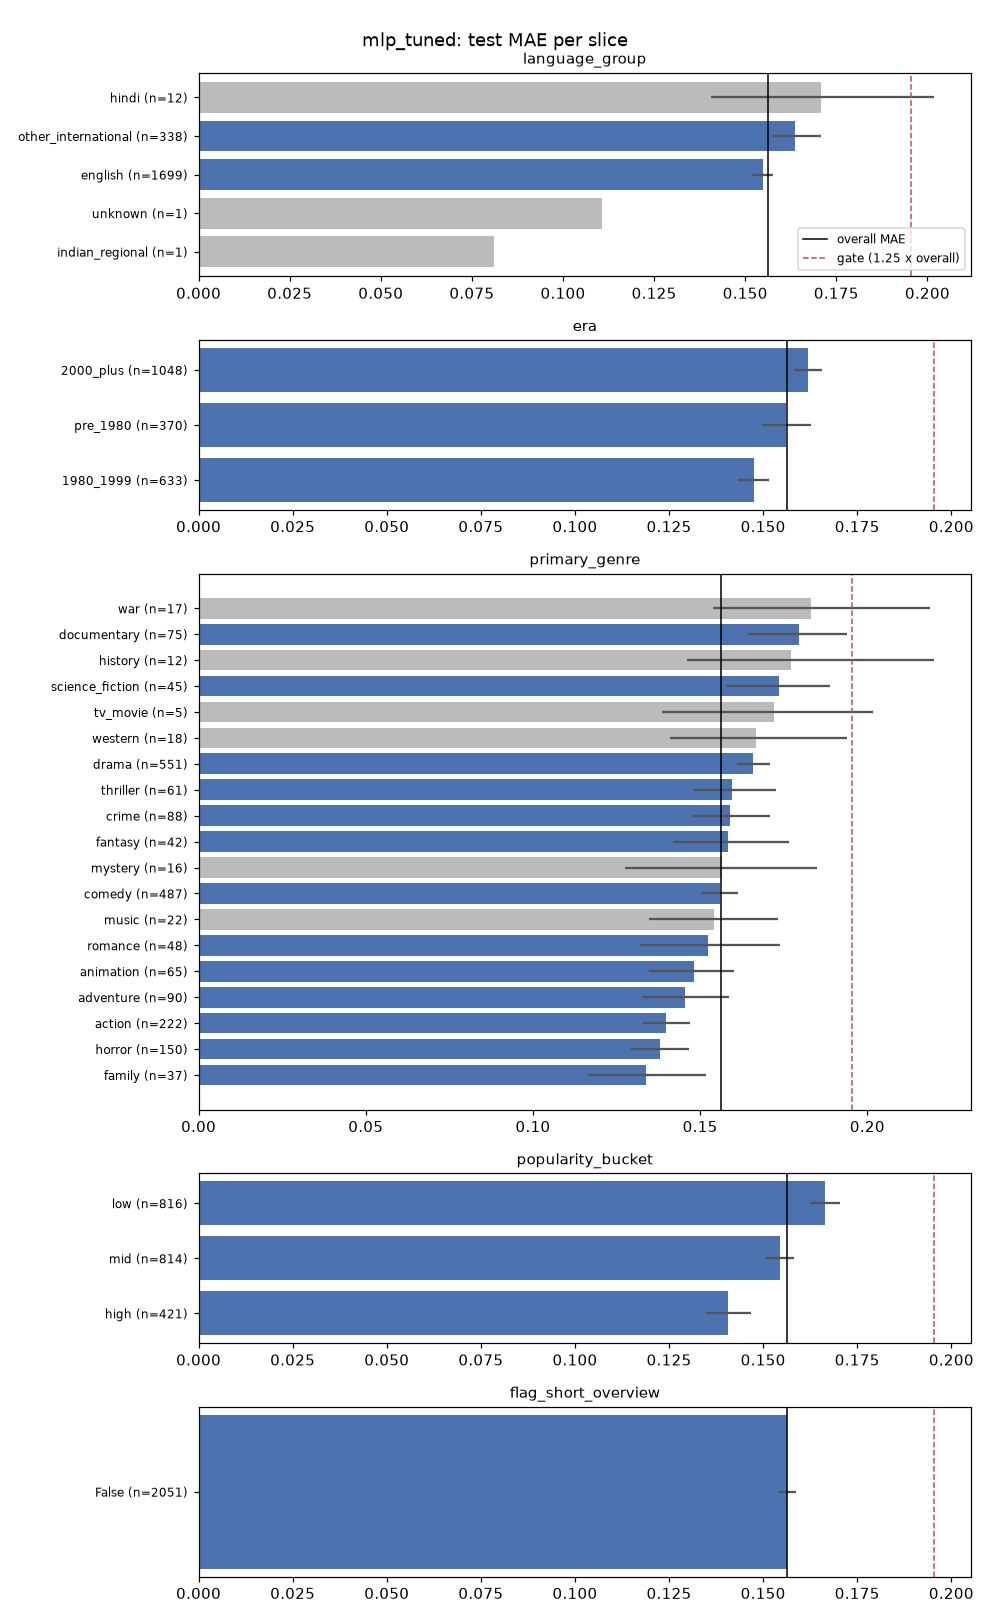 mlp_tuned: test MAE per slice
language_group
hindi (n=12)
other_international (n=338)
english (n=1699)
unknown (n=1)
indian_regional (n=1)
overall MAE
gate (1.25 x overall)
0.000 0.025 0.050 0.075 0.100 0.125 0.150 0.175 0.200
era
2000_plus (n=1048)
pre_1980 (n=370)
1980_1999 (n=633)
0.000 0.025 0.050 0.075 0.100 0.125 0.150 0.175 0.200
primary_genre
war (n=17)
documentary (n=75)
history (n=12)
science_fiction (n=45)
tv_movie (n=5)
western (n=18)
drama (n=551)
thriller (n=61)
crime (n=88)
fantasy (n=42)
mystery (n=16)
comedy (n=487)
music (n=22)
romance (n=48)
animation (n=65)
adventure (n=90)
action (n=222)
horror (n=150)
family (n=37)
0.00 0.05 0.10 0.15 0.20
popularity_bucket
low (n=816)
mid (n=814)
high (n=421)
0.000 0.025 0.050 0.075 0.100 0.125 0.150 0.175 0.200
flag_short_overview
False (n=2051)
0.000 0.025 0.050 0.075 0.100 0.125 0.150 0.175 0.200